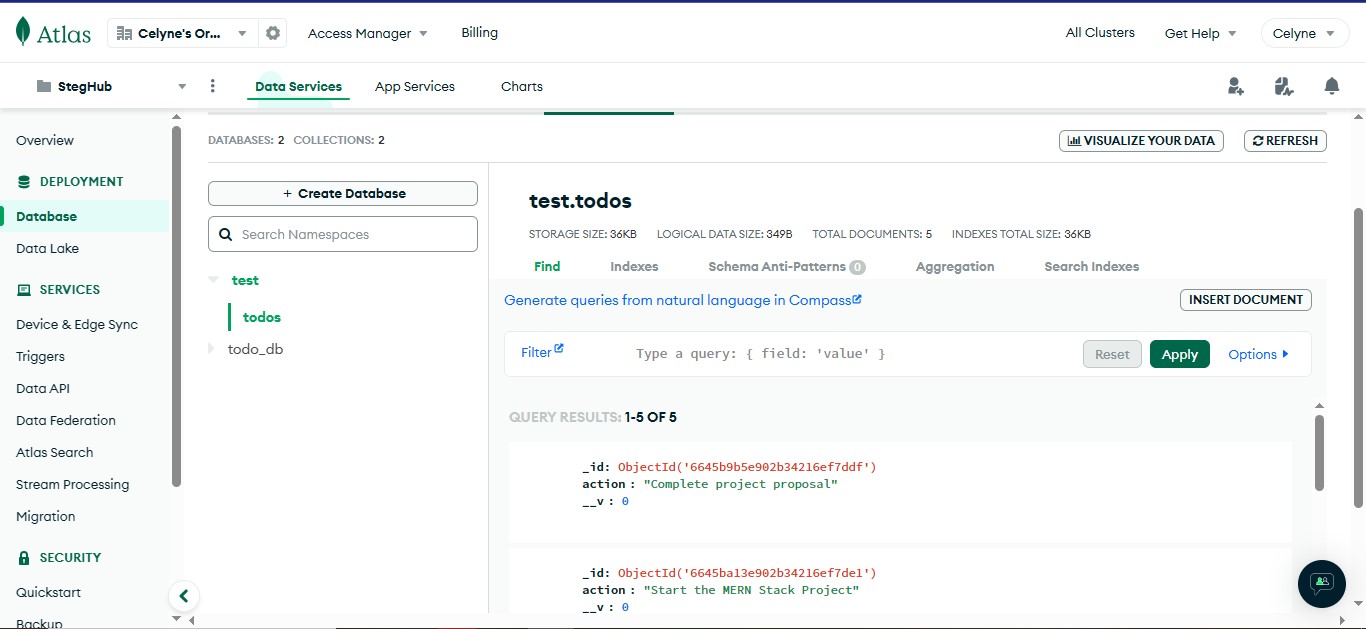 Atlas
Celyne's Or...
Access Manager
Billing
All Clusters
Get Help
Celyne
StegHub
Data Services
App Services
Charts
Overview
DEPLOYMENT
Database
Data Lake
SERVICES
Device & Edge Sync
Triggers
Data API
Data Federation
Atlas Search
Stream Processing
Migration
SECURITY
Quickstart
Backup
DATABASES: 2 COLLECTIONS: 2
VISUALIZE YOUR DATA
REFRESH
+ Create Database
Search Namespaces
test
todos
todo_db
test.todos
STORAGE SIZE: 36KB LOGICAL DATA SIZE: 349B TOTAL DOCUMENTS: 5 INDEXES TOTAL SIZE: 36KB
Find Indexes Schema Anti-Patterns 0 Aggregation Search Indexes
Generate queries from natural language in Compass
INSERT DOCUMENT
Filter
Type a query: { field: 'value' }
Reset
Apply
Options
QUERY RESULTS: 1-5 OF 5
_id: ObjectId('6645b9b5e902b34216ef7ddf')
action : "Complete project proposal"
__v : 0
_id: ObjectId('6645ba13e902b34216ef7de1')
action : "Start the MERN Stack Project"
__v : 0